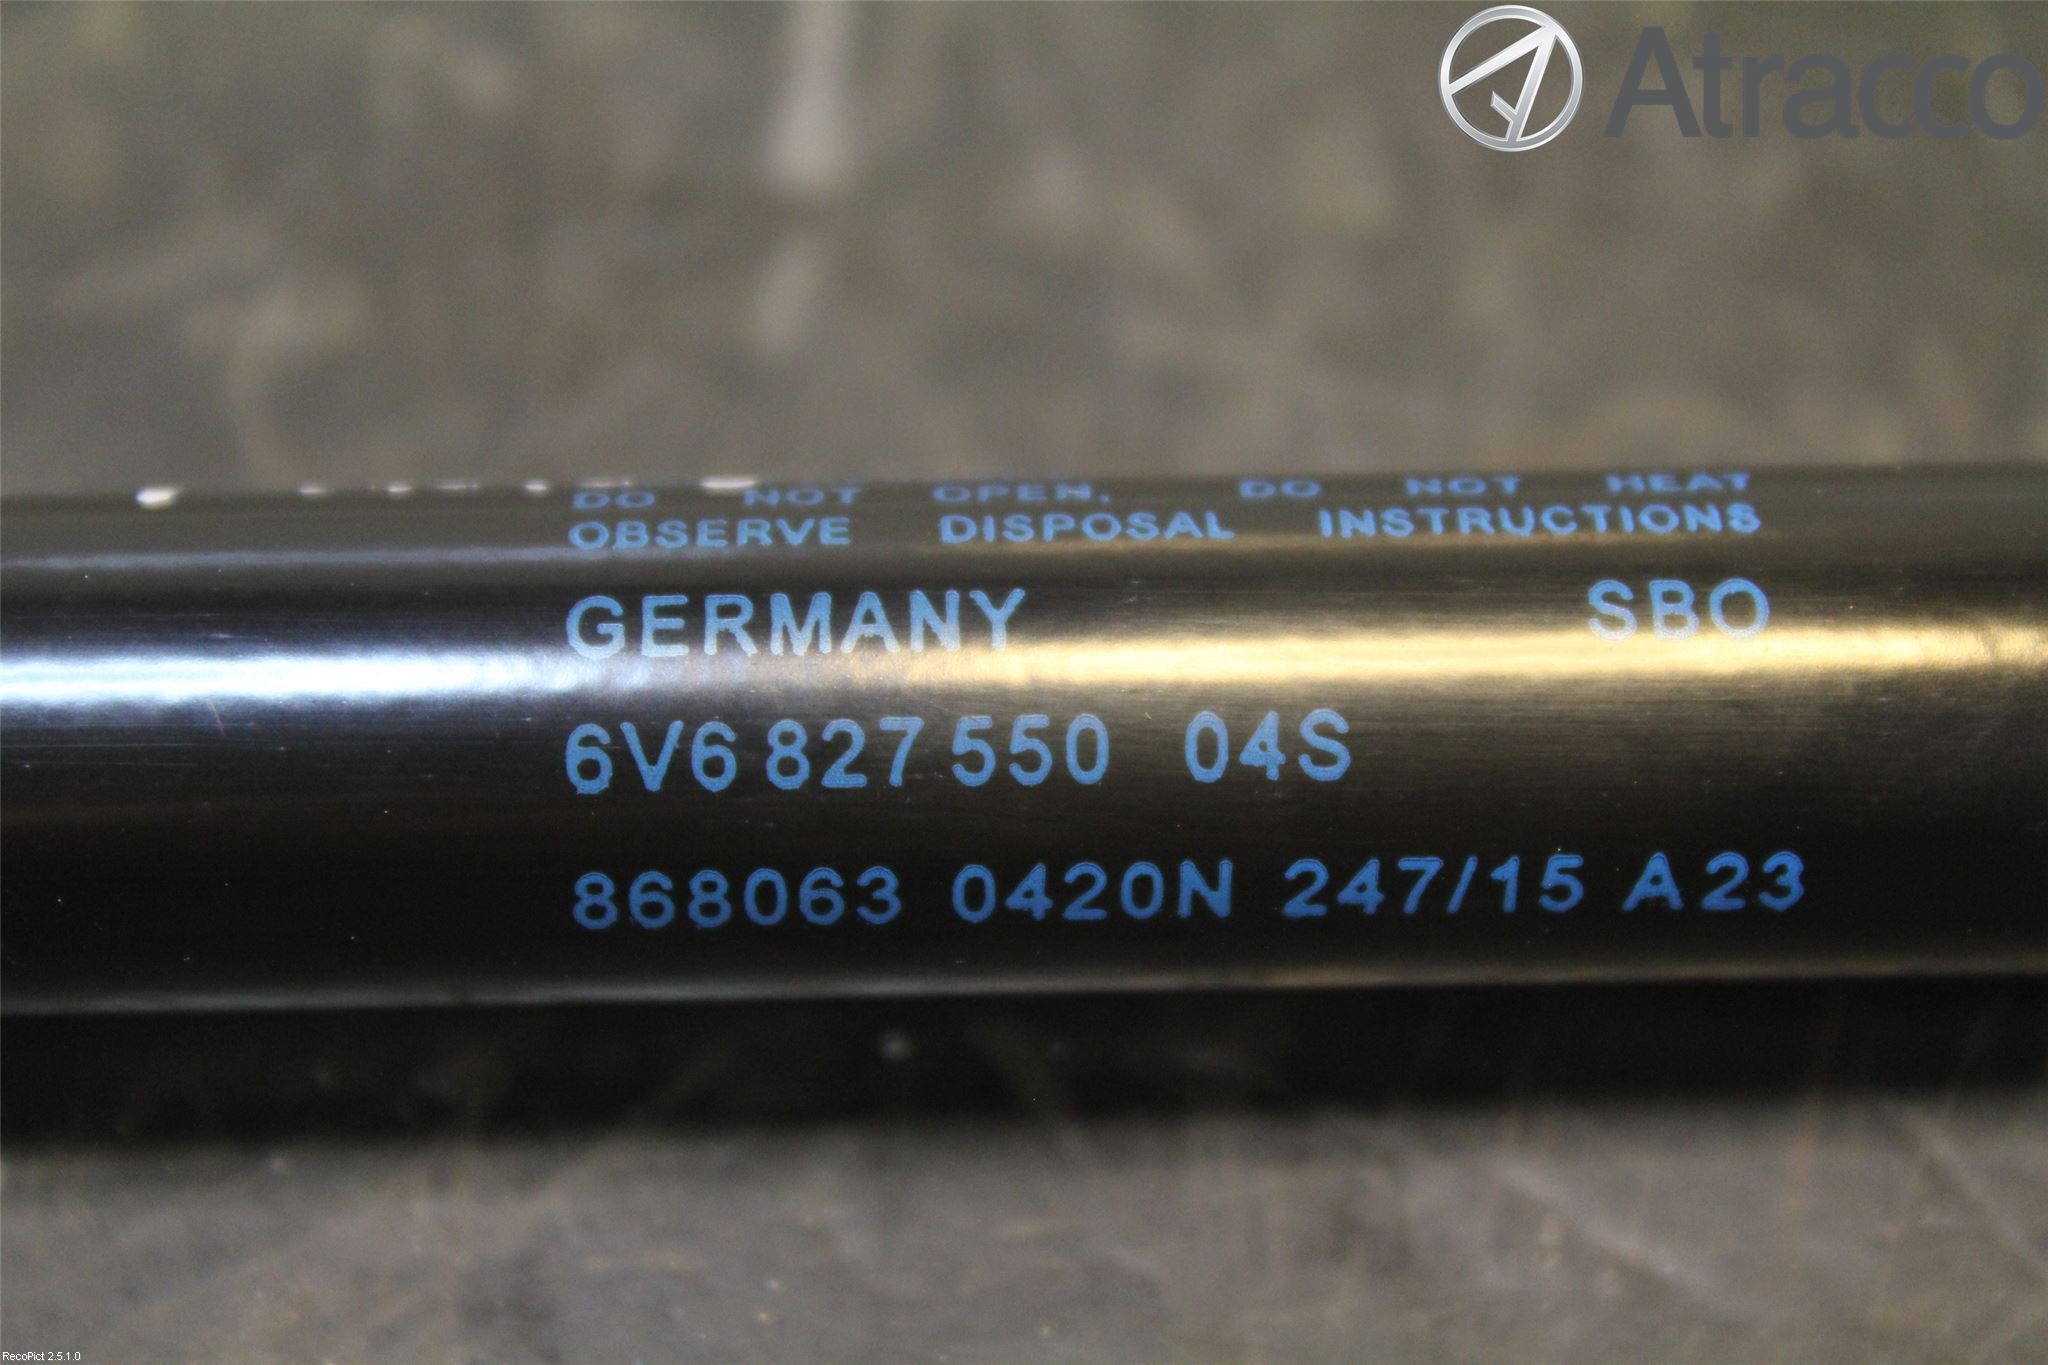 Atracco
DO NOT OPEN, DO NOT HEAT
OBSERVE DISPOSAL INSTRUCTIONS
GERMANY SBO
6V6 827 550 04S
868063 0420N 247/15 A23
RecoPict 2.5.1.0